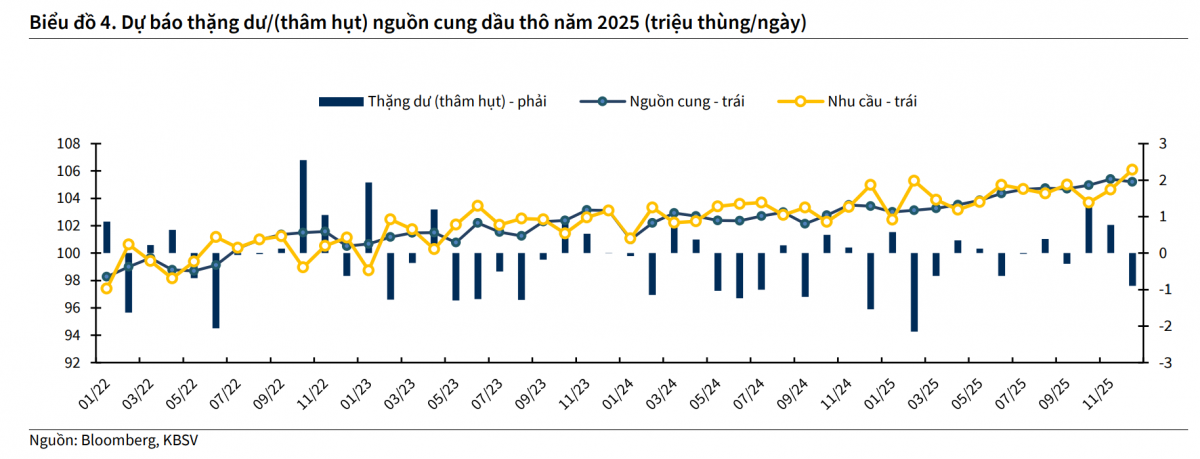 Biểu đồ 4. Dự báo thặng dư/(thâm hụt) nguồn cung dầu thô năm 2025 (triệu thùng/ngày)
Thặng dư (thâm hụt) - phải Nguồn cung - trái Nhu cầu - trái
108 3
106 2
104 1
102
100 0
98 -1
96
94 -2
92 -3
01/22 03/22 05/22 07/22 09/22 11/22 01/23 03/23 05/23 07/23 09/23 11/23 01/24 03/24 05/24 07/24 09/24 11/24 01/25 03/25 05/25 07/25 09/25 11/25
Nguồn: Bloomberg, KBSV